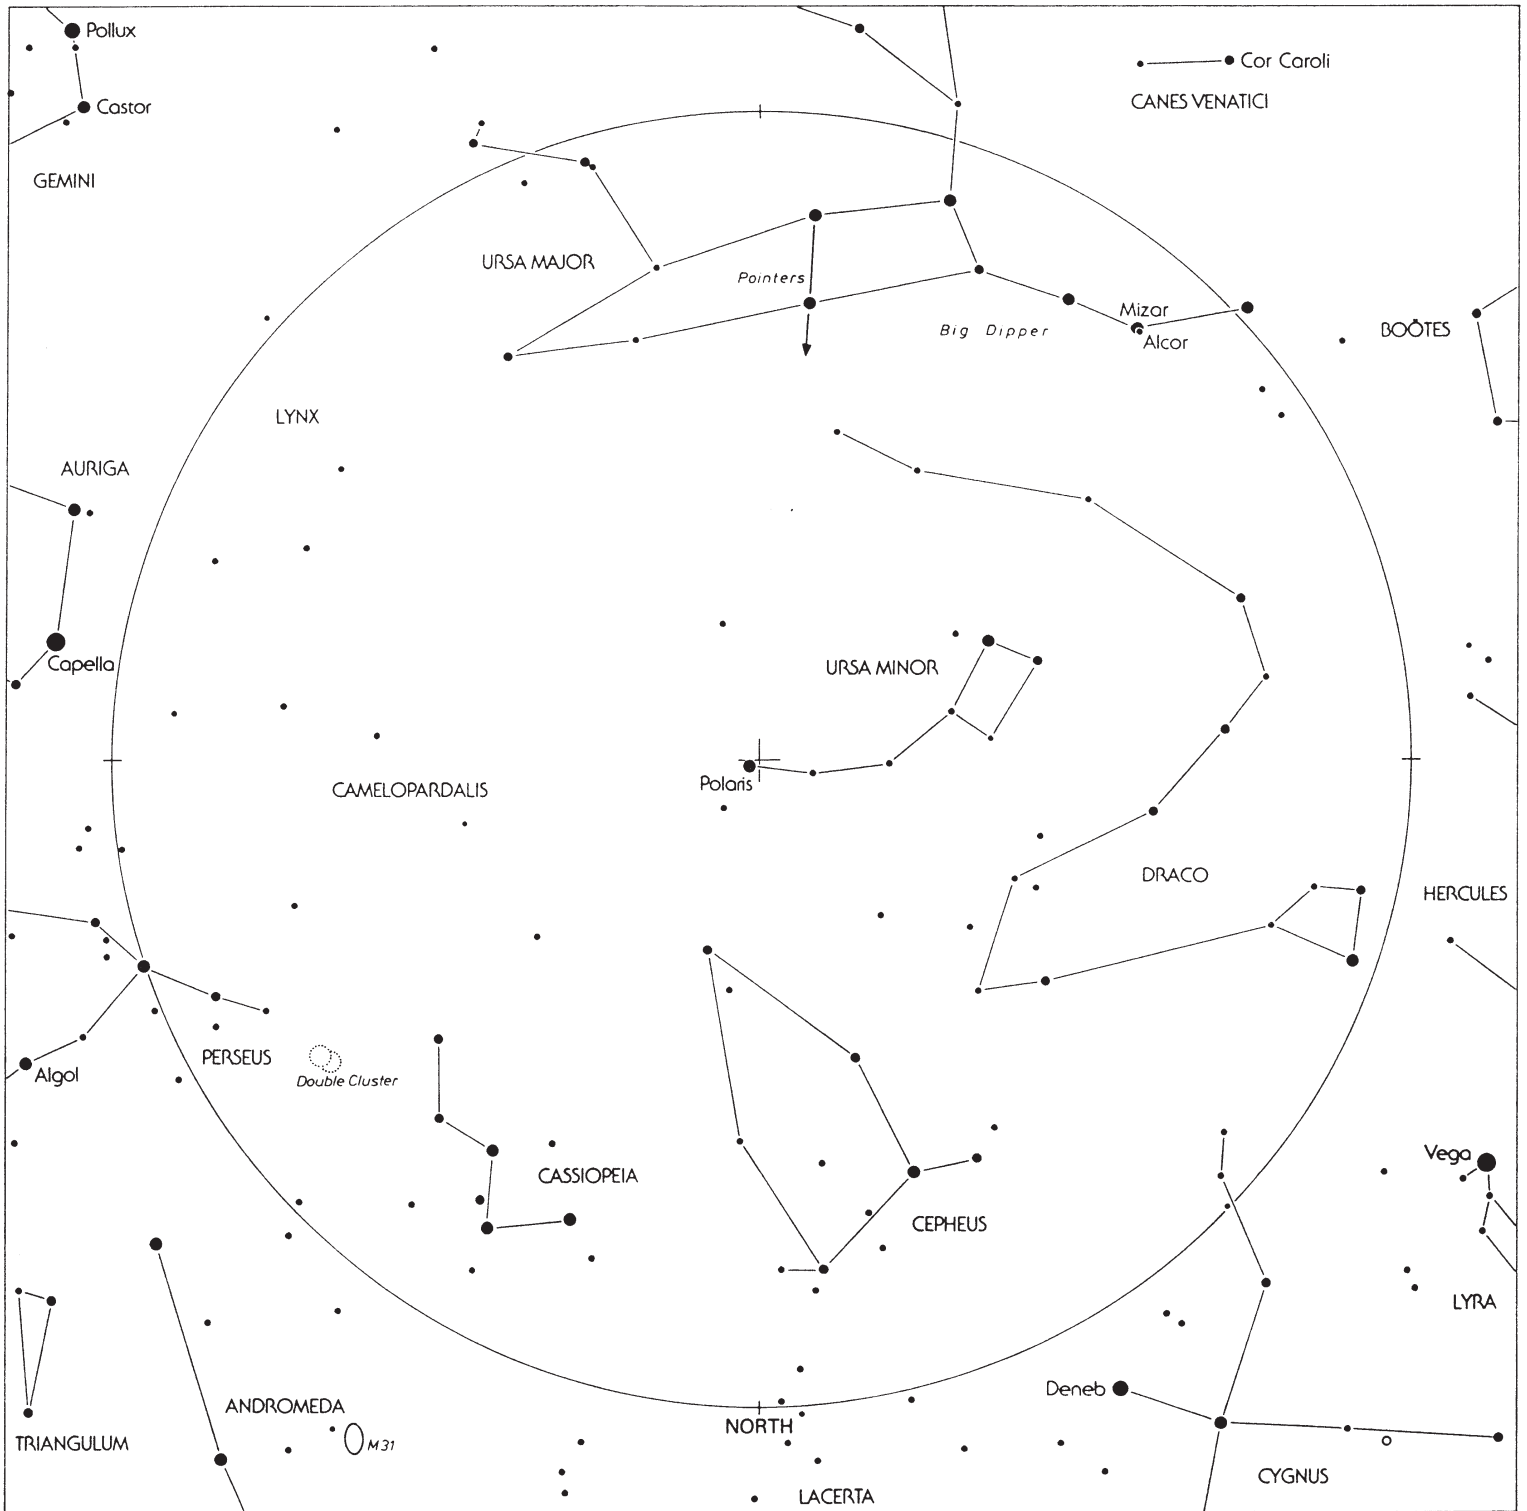 Pollux
Cor Caroli
CANES VENATICI
Castor
GEMINI
URSA MAJOR
Pointers
Mizar
Big Dipper
Alcor
BOÖTES
LYNX
AURIGA
Capella
URSA MINOR
Polaris
CAMELOPARDALIS
DRACO
HERCULES
PERSEUS
Algol
Double Cluster
Vega
CASSIOPEIA
CEPHEUS
LYRA
Deneb
ANDROMEDA
NORTH
TRIANGULUM
M31
CYGNUS
LACERTA